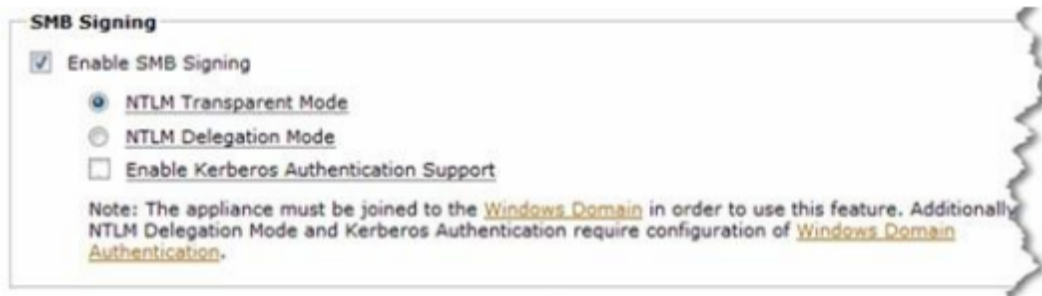 SMB Signing
Enable SMB Signing
NTLM Transparent Mode
NTLM Delegation Mode
Enable Kerberos Authentication Support
Note: The appliance must be joined to the Windows Domain in order to use this feature. Additionally
NTLM Delegation Mode and Kerberos Authentication require configuration of Windows Domain
Authentication.